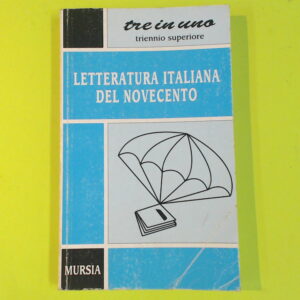 tre in uno
triennio superiore
LETTERATURA ITALIANA
DEL NOVECENTO
MURSIA